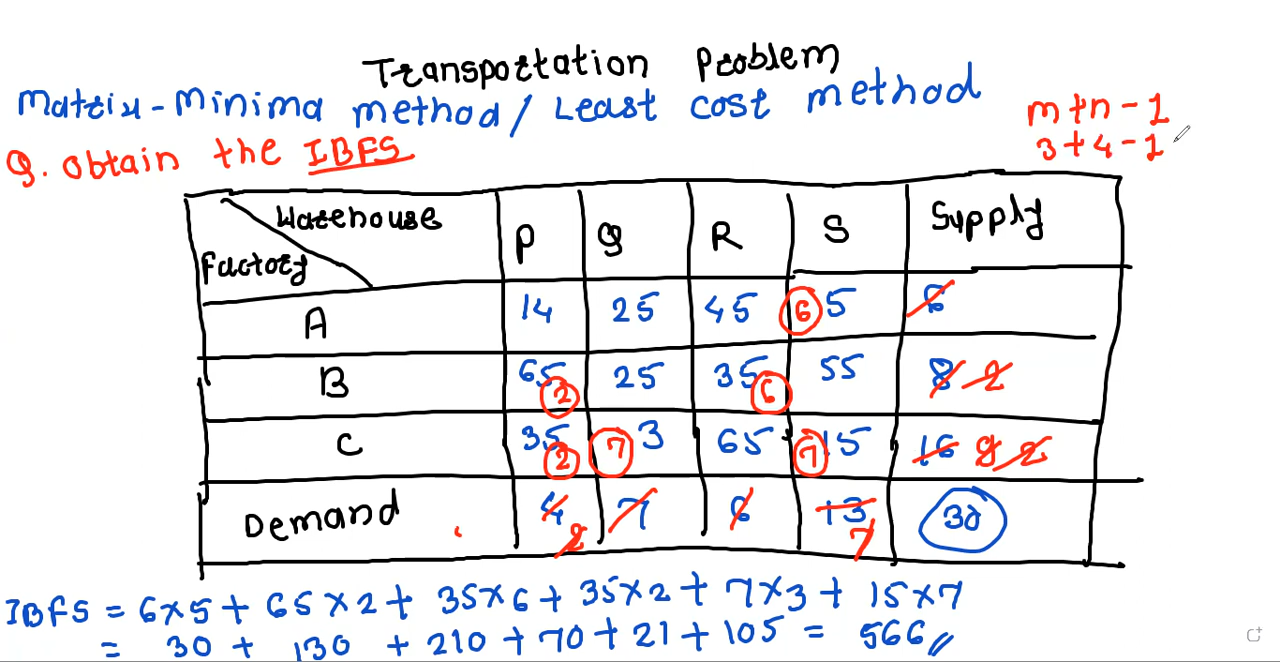 Transportation Problem
Matrix-Minima method/ Least cost method
m+n-1
3+4-1
Q. obtain the IBFS
Warehouse
Factory
P Q R S Supply
A 14 25 45 6 5 6
B 65 2 25 35 6 55 8 2
C 35 2 7 3 65 7 15 16 9 2
Demand 4 2 7 6 13 7 30
IBFS = 6×5 + 65×2 + 35×6 + 35×2 + 7×3 + 15×7
= 30 + 130 + 210 + 70 + 21 + 105 = 566